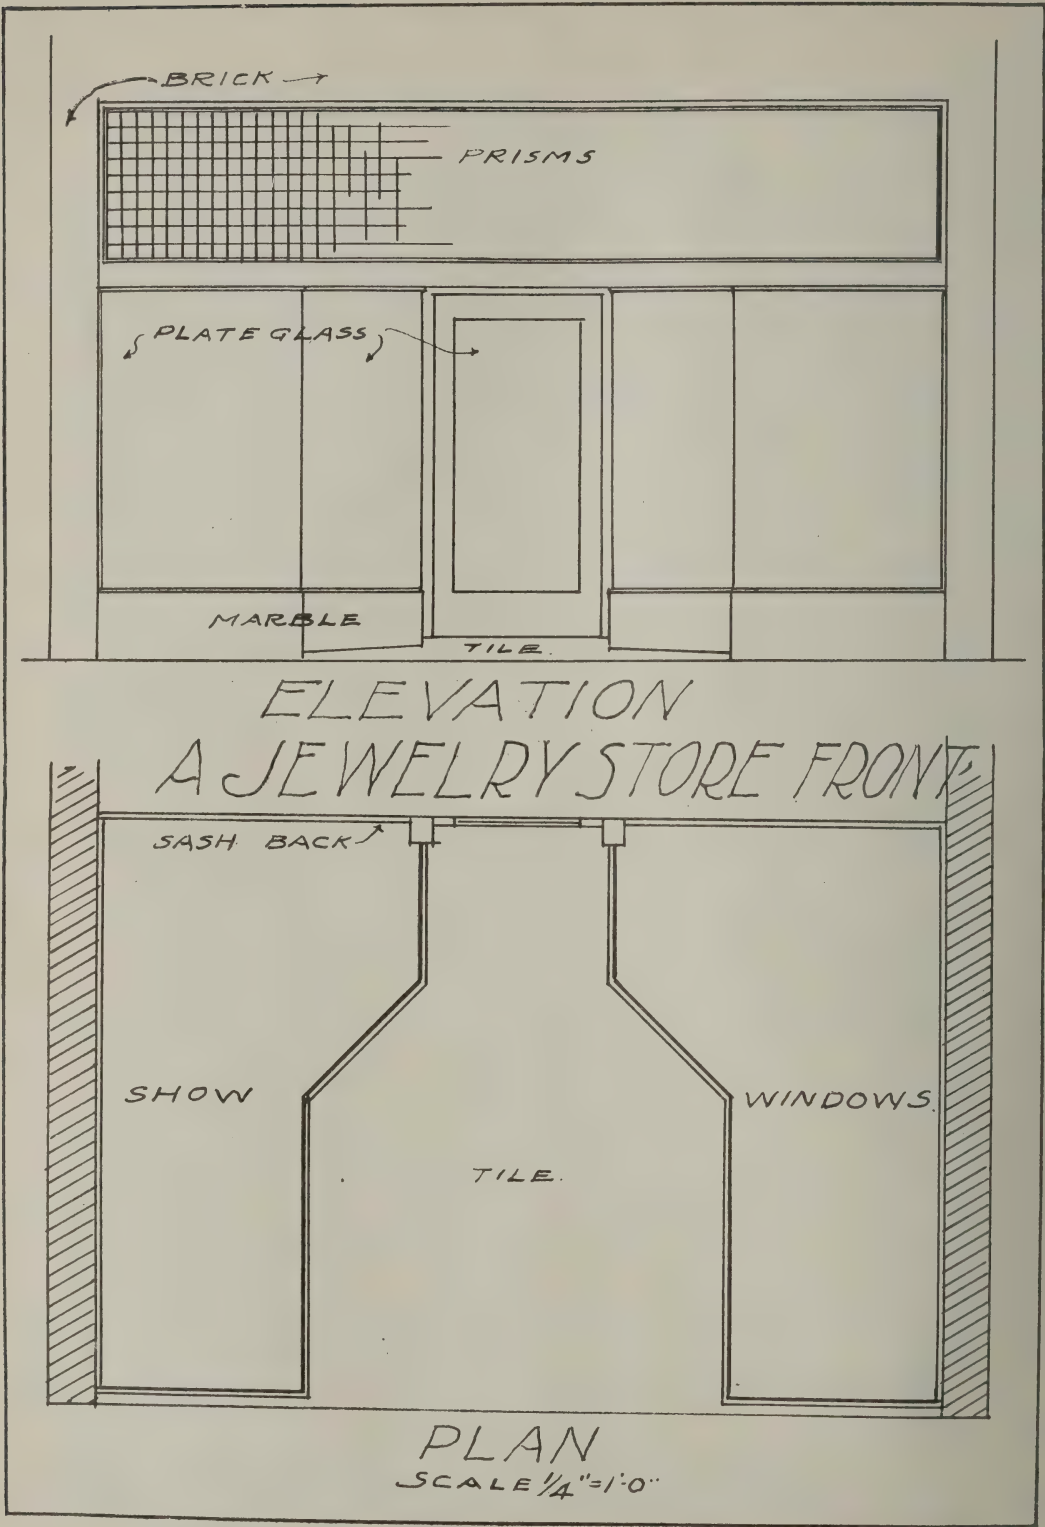 BRICK
PRISMS
PLATE GLASS
MARBLE
TILE.
ELEVATION
A JEWELRY STORE FRONT.
SASH BACK
SHOW
WINDOWS.
TILE.
PLAN
SCALE 1/4"=1'-0"